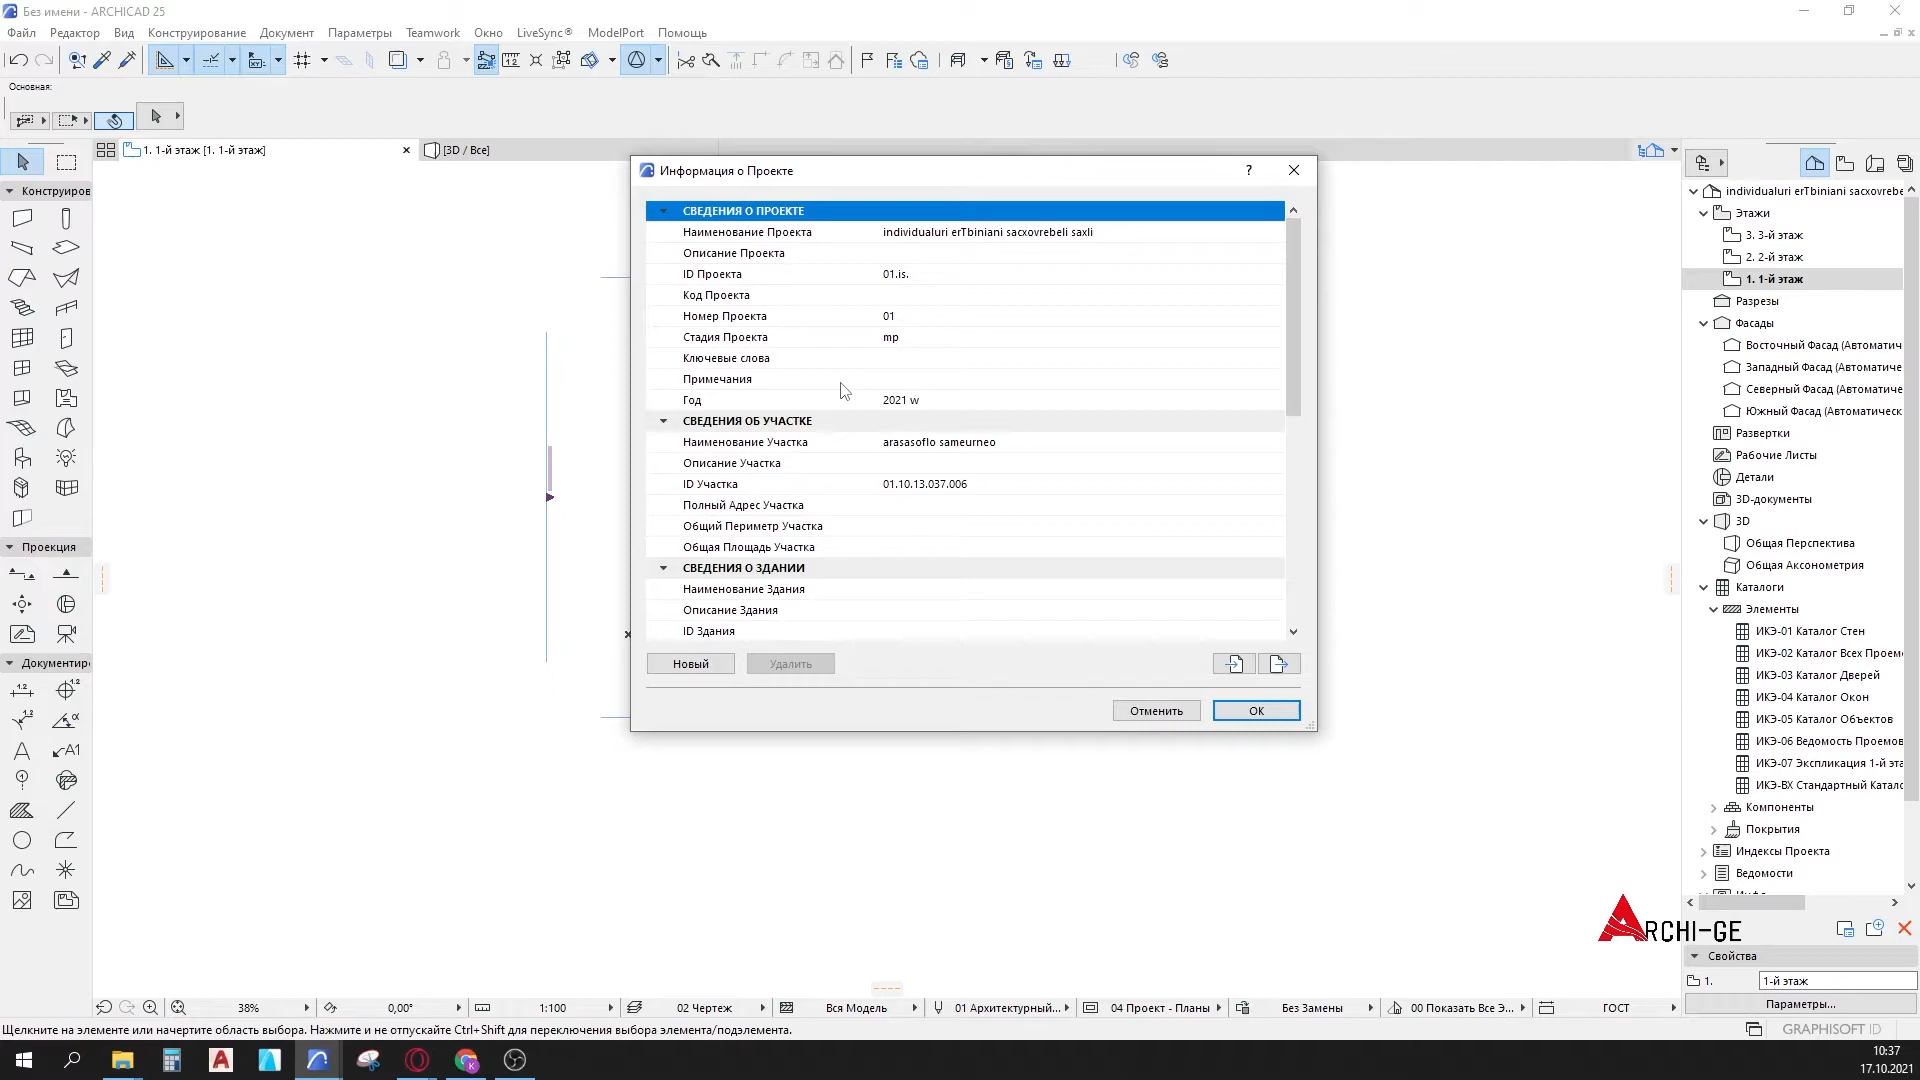 Без имени - ARCHICAD 25
Файл Редактор Вид Конструирование Документ Параметры Teamwork Окно LiveSync® ModelPort Помощь
Основная:
1. 1-й этаж [1. 1-й этаж]
[3D / Все]
Конструиров
Проекция
Документир
Информация о Проекте
?
СВЕДЕНИЯ О ПРОЕКТЕ
Наименование Проекта individualuri erTbiniani sacxovrebeli saxli
Описание Проекта
ID Проекта 01.is.
Код Проекта
Номер Проекта 01
Стадия Проекта mp
Ключевые слова
Примечания
Год 2021 w
СВЕДЕНИЯ ОБ УЧАСТКЕ
Наименование Участка arasasoflo sameurneo
Описание Участка
ID Участка 01.10.13.037.006
Полный Адрес Участка
Общий Периметр Участка
Общая Площадь Участка
СВЕДЕНИЯ О ЗДАНИИ
Наименование Здания
Описание Здания
ID Здания
Новый Удалить
Отменить OK
individualuri erTbiniani sacxovrebe
Этажи
3. 3-й этаж
2. 2-й этаж
1. 1-й этаж
Разрезы
Фасады
Восточный Фасад (Автоматич
Западный Фасад (Автоматиче
Северный Фасад (Автоматиче
Южный Фасад (Автоматическ
Развертки
Рабочие Листы
Детали
3D-документы
3D
Общая Перспектива
Общая Аксонометрия
Каталоги
Элементы
ИКЭ-01 Каталог Стен
ИКЭ-02 Каталог Всех Проем
ИКЭ-03 Каталог Дверей
ИКЭ-04 Каталог Окон
ИКЭ-05 Каталог Объектов
ИКЭ-06 Ведомость Проемов
ИКЭ-07 Экспликация 1-й эта
ИКЭ-ВХ Стандартный Катало
Компоненты
Покрытия
Индексы Проекта
Ведомости
ARCHI-GE
Свойства
1. 1-й этаж
Параметры...
38% 0,00° 1:100 02 Чертеж Вся Модель 01 Архитектурный... 04 Проект - Планы Без Замены 00 Показать Все Э... ГОСТ
Щелкните на элементе или начертите область выбора. Нажмите и не отпускайте Ctrl+Shift для переключения выбора элемента/подэлемента.
GRAPHISOFT ID
10:37
17.10.2021